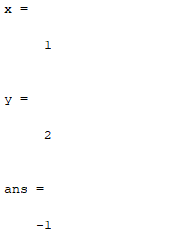 x =
1
y =
2
ans =
-1